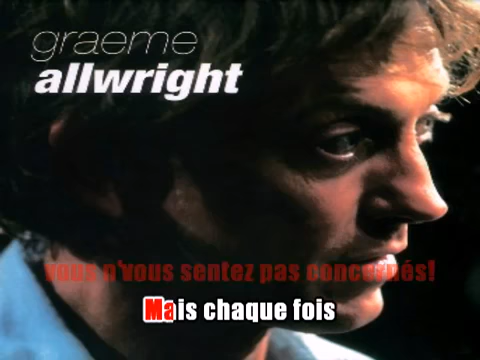 graeme
allwright
vous n'vous sentez pas concernés!
Mais chaque fois